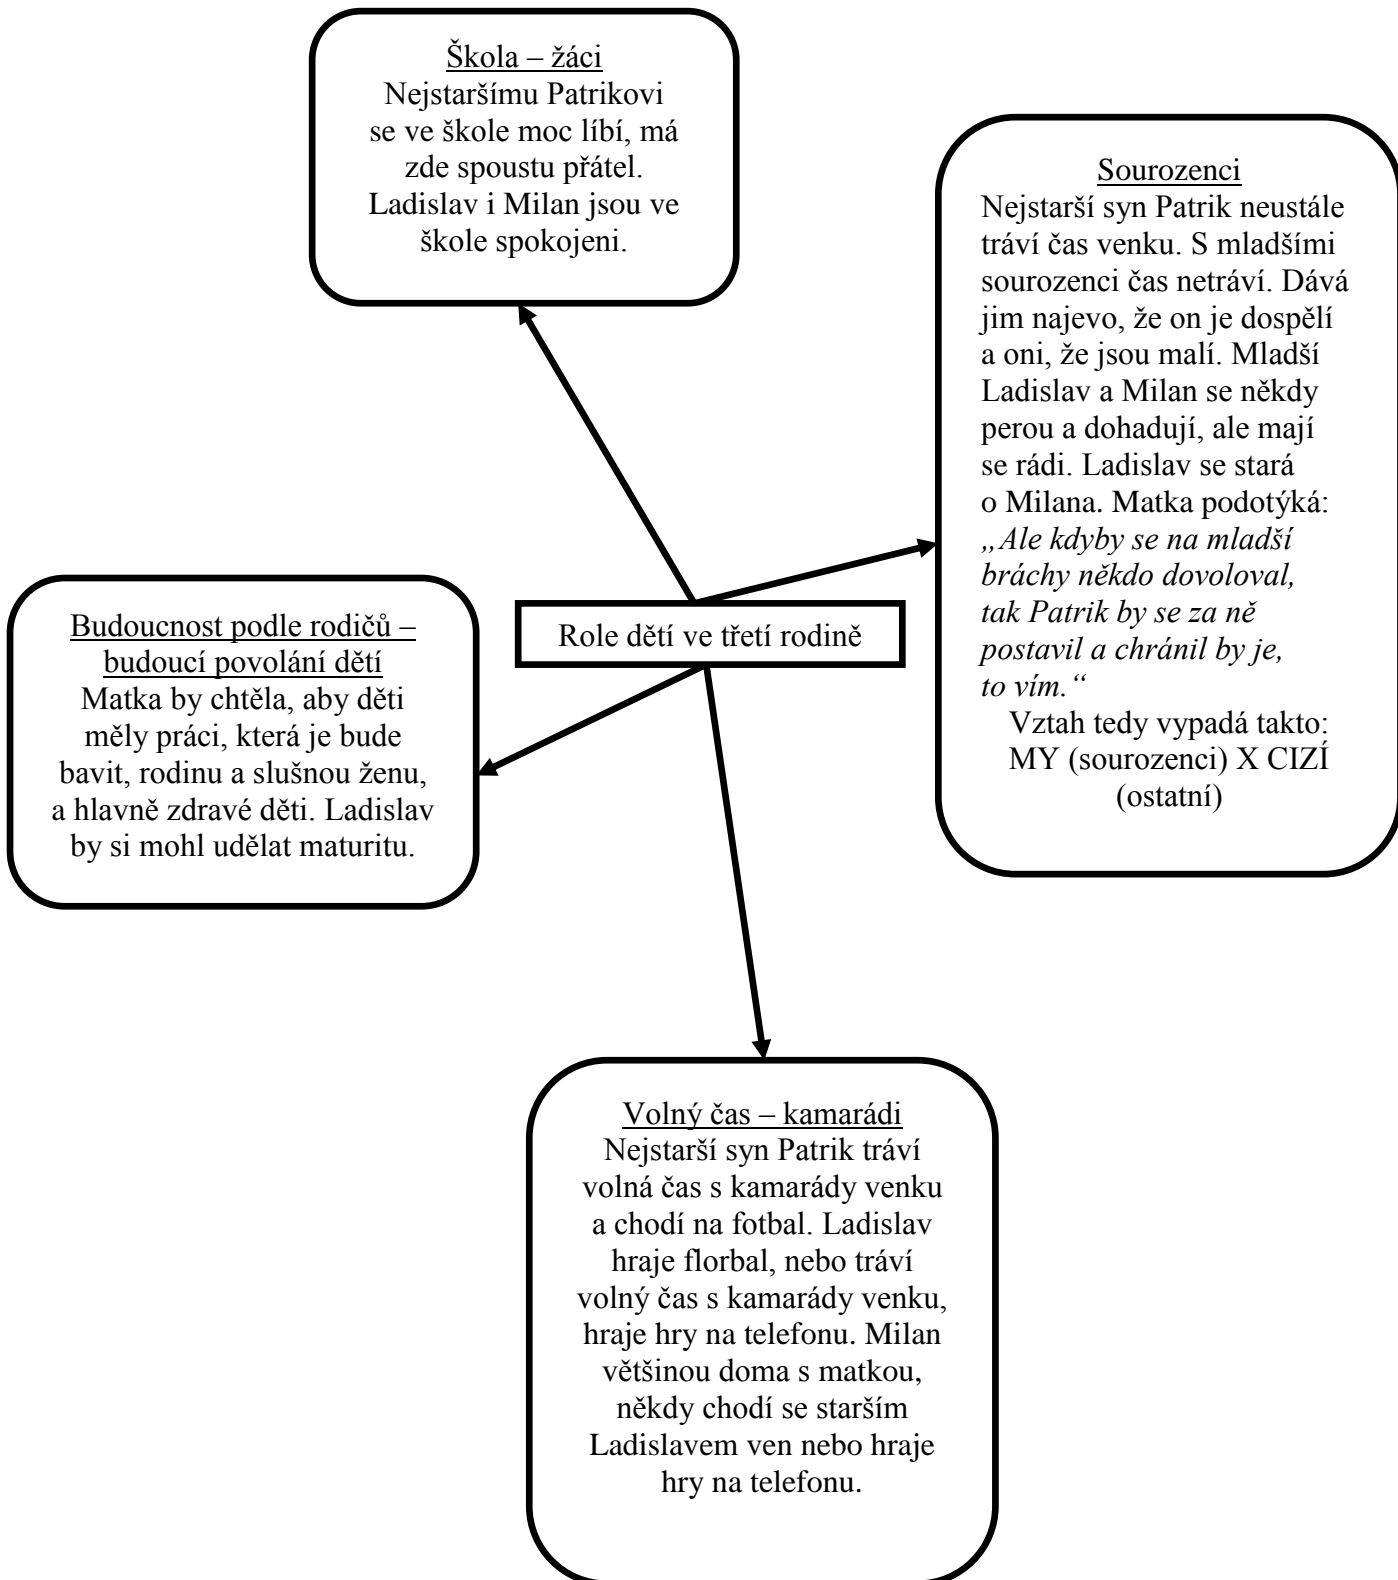 Škola – žáci
Nejstaršímu Patrikovi
se ve škole moc líbí, má
zde spoustu přátel.
Ladislav i Milan jsou ve
škole spokojeni.
Sourozenci
Nejstarší syn Patrik neustále
tráví čas venku. S mladšími
sourozenci čas netráví. Dává
jim najevo, že on je dospělí
a oni, že jsou malí. Mladší
Ladislav a Milan se někdy
perou a dohadují, ale mají
se rádi. Ladislav se stará
o Milana. Matka podotýká:
„Ale kdyby se na mladší
bráchy někdo dovoloval,
tak Patrik by se za ně
postavil a chránil by je,
to vím.“
Vztah tedy vypadá takto:
MY (sourozenci) X CIZÍ
(ostatní)
Role dětí ve třetí rodině
Budoucnost podle rodičů –
budoucí povolání dětí
Matka by chtěla, aby děti
měly práci, která je bude
bavit, rodinu a slušnou ženu,
a hlavně zdravé děti. Ladislav
by si mohl udělat maturitu.
Volný čas – kamarádi
Nejstarší syn Patrik tráví
volná čas s kamarády venku
a chodí na fotbal. Ladislav
hraje florbal, nebo tráví
volný čas s kamarády venku,
hraje hry na telefonu. Milan
většinou doma s matkou,
někdy chodí se starším
Ladislavem ven nebo hraje
hry na telefonu.